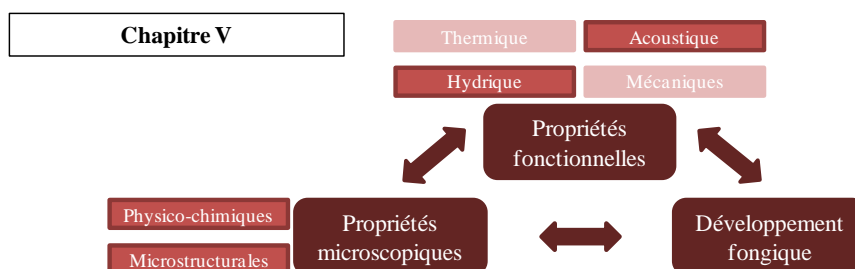 Chapitre V
Thermique
Acoustique
Hydrique
Mécaniques
Propriétés
fonctionnelles
Physico-chimiques
Microstructurales
Propriétés
microscopiques
Développement
fongique